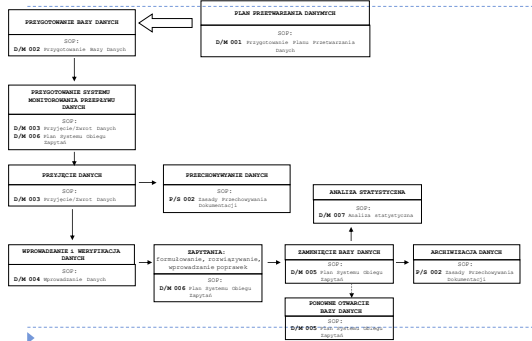 PLAN PRZETWARZANIA DANYMYCH
SOP:
D/M 001 Przygotowanie Planu Przetwarzania
Danych
PRZYGOTOWANIE BAZY DANYCH
SOP:
D/M 002 Przygotowanie Bazy Danych
PRZYGOTOWANIE SYSTEMU
MONITOROWANIA PRZEPŁYWU
DANYCH
SOP:
D/M 003 Przyjęcie/Zwrot Danych
D/M 006 Plan Systemu Obiegu
Zapytań
PRZYJĘCIE DANYCH
SOP:
D/M 003 Przyjęcie/Zwrot Danych
PRZECHOWYWANIE DANYCH
SOP:
P/S 002 Zasady Przechowywania
Dokumentacji
WPROWADZANIE i WERYFIKACJA
DANYCH
SOP:
D/M 004 Wprowadzanie Danych
ZAPYTANIA:
formułowanie, rozwiązywanie,
wprowadzanie poprawek
SOP:
D/M 006 Plan Systemu Obiegu
Zapytań
ANALIZA STATYSTYCZNA
SOP:
D/M 007 Analiza statystyczna
ZAMKNIĘCIE BAZY DANYCH
SOP:
D/M 005 Plan Systemu Obiegu
Zapytań
ARCHIWIZACJA DANYCH
SOP:
P/S 002 Zasady Przechowywania
Dokumentacji
PONOWNE OTWARCIE
BAZY DANYCH
SOP:
D/M 005 Plan Systemu Obiegu
Zapytań